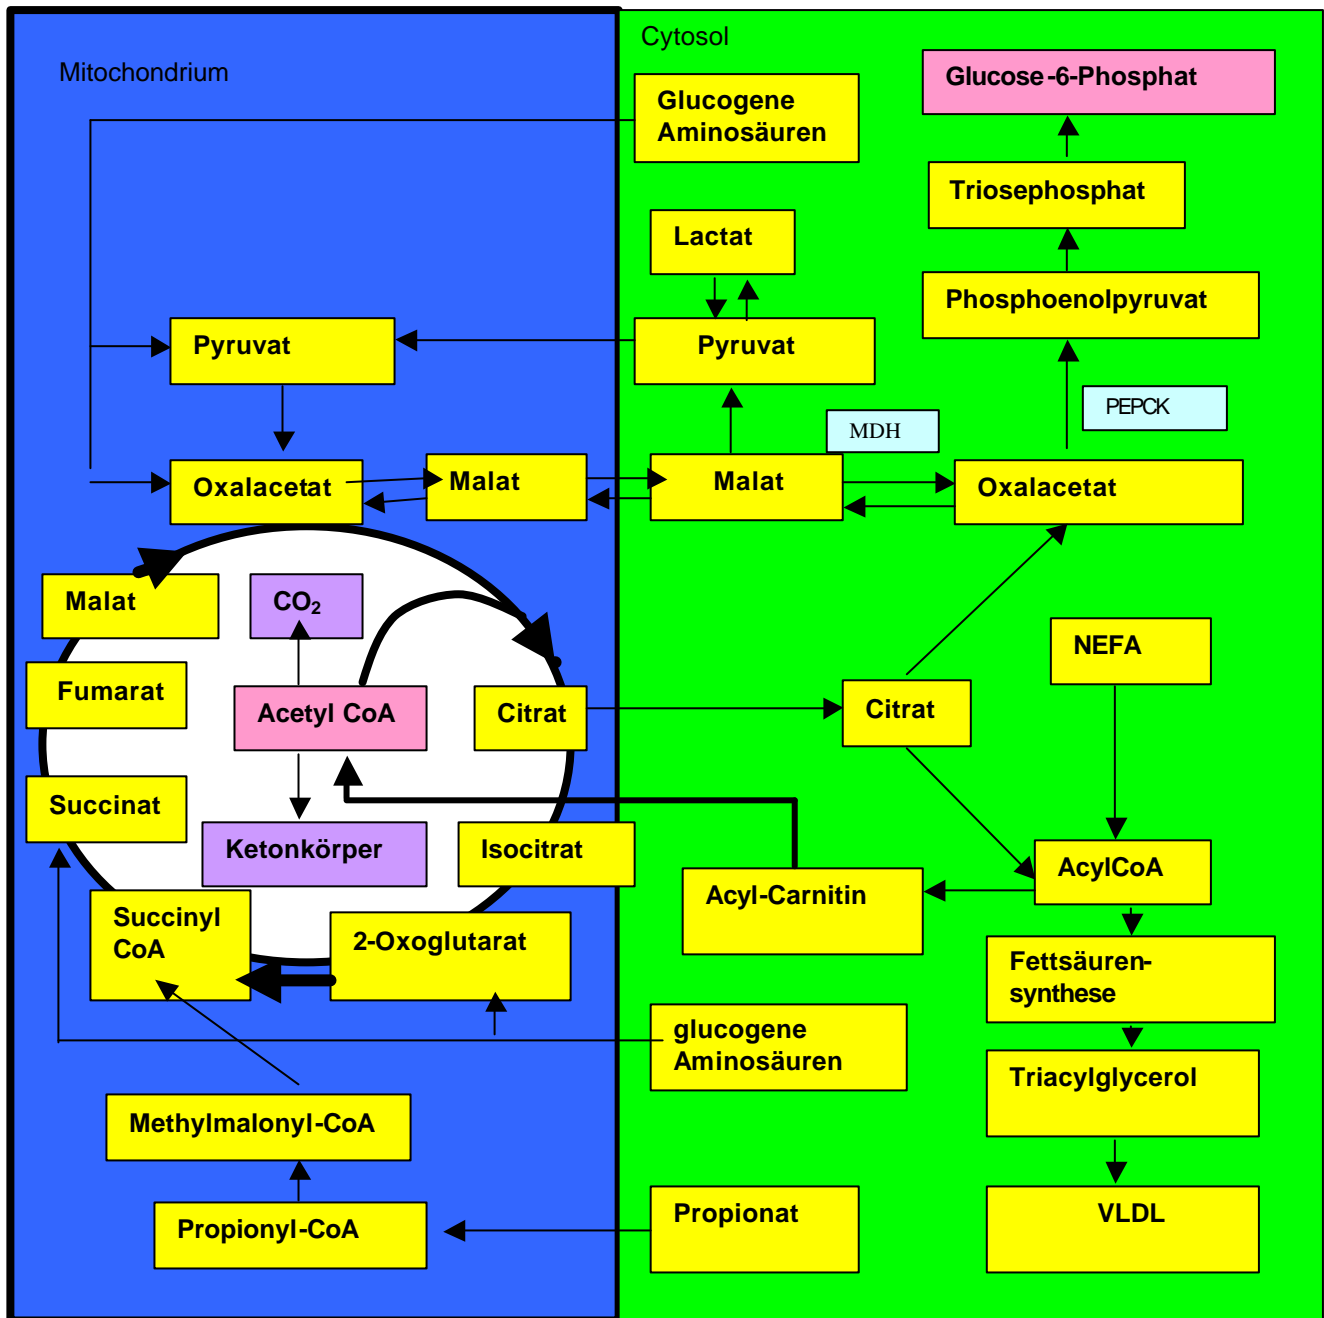 Mitochondrium
Cytosol
Glucogene
Aminosäuren
Glucose-6-Phosphat
Triosephosphat
Lactat
Phosphoenolpyruvat
Pyruvat
Pyruvat
PEPCK
MDH
Oxalacetat
Malat
Malat
Oxalacetat
Malat
CO₂
NEFA
Fumarat
Acetyl CoA
Citrat
Citrat
Succinat
Ketonkörper
Isocitrat
AcylCoA
Acyl-Carnitin
Succinyl
CoA
2-Oxoglutarat
Fettsäuren-
synthese
glucogene
Aminosäuren
Triacylglycerol
Methylmalonyl-CoA
Propionyl-CoA
Propionat
VLDL